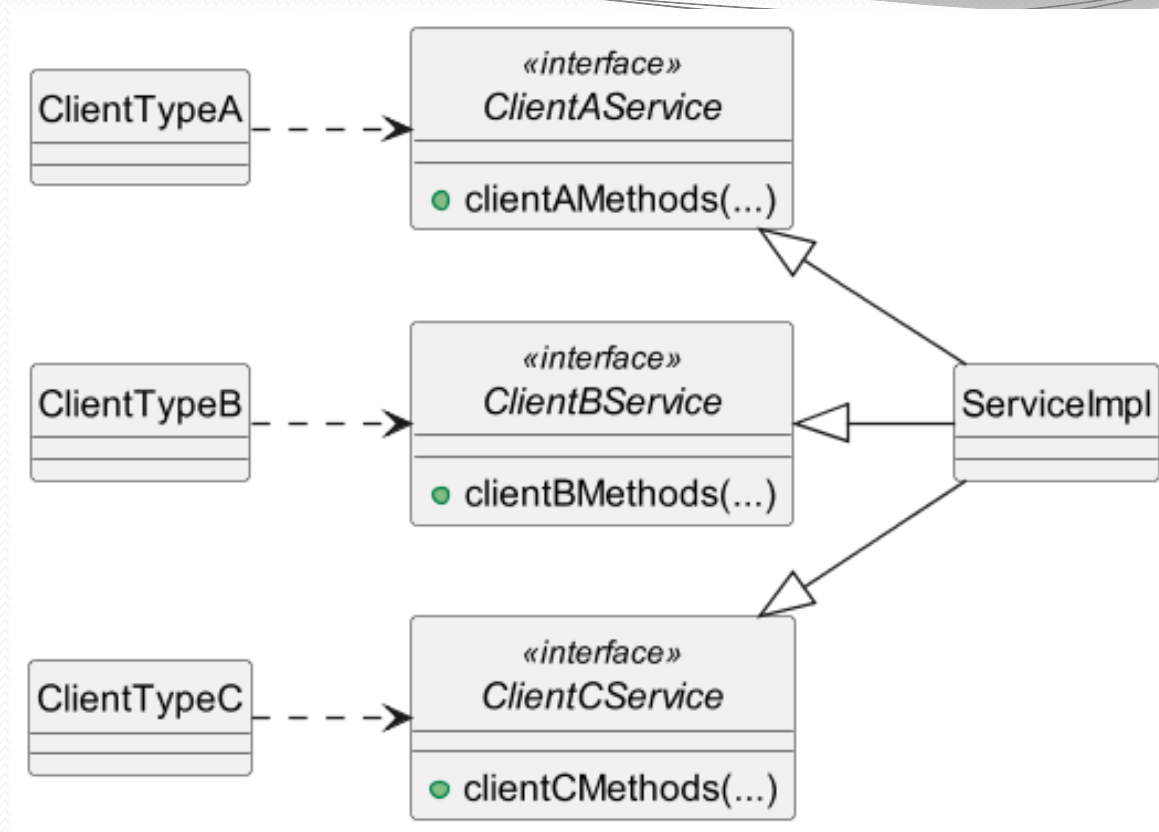 ClientTypeA
«interface»
ClientAService
clientAMethods(...)
ClientTypeB
«interface»
ClientBService
clientBMethods(...)
ServiceImpl
ClientTypeC
«interface»
ClientCService
clientCMethods(...)